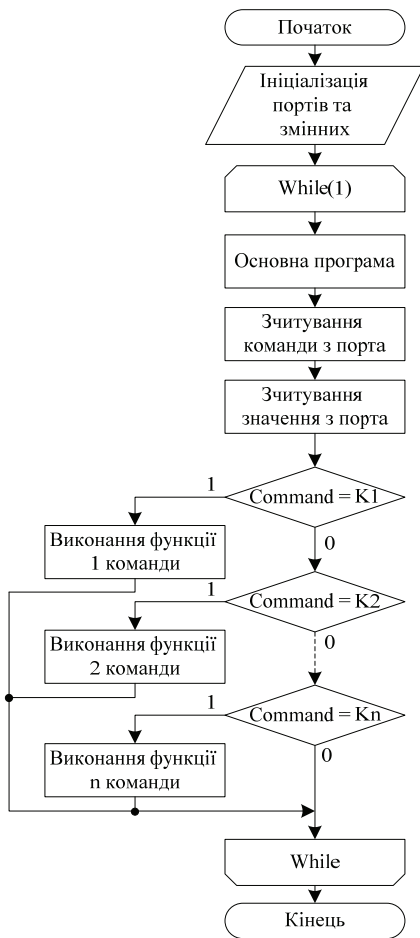 Початок
Ініціалізація
портів та
змінних
While(1)
Основна програма
Зчитування
команди з порта
Зчитування
значення з порта
Command = K1
1
0
Виконання функції
1 команди
Command = K2
1
0
Виконання функції
2 команди
Command = Kn
1
0
Виконання функції
n команди
While
Кінець